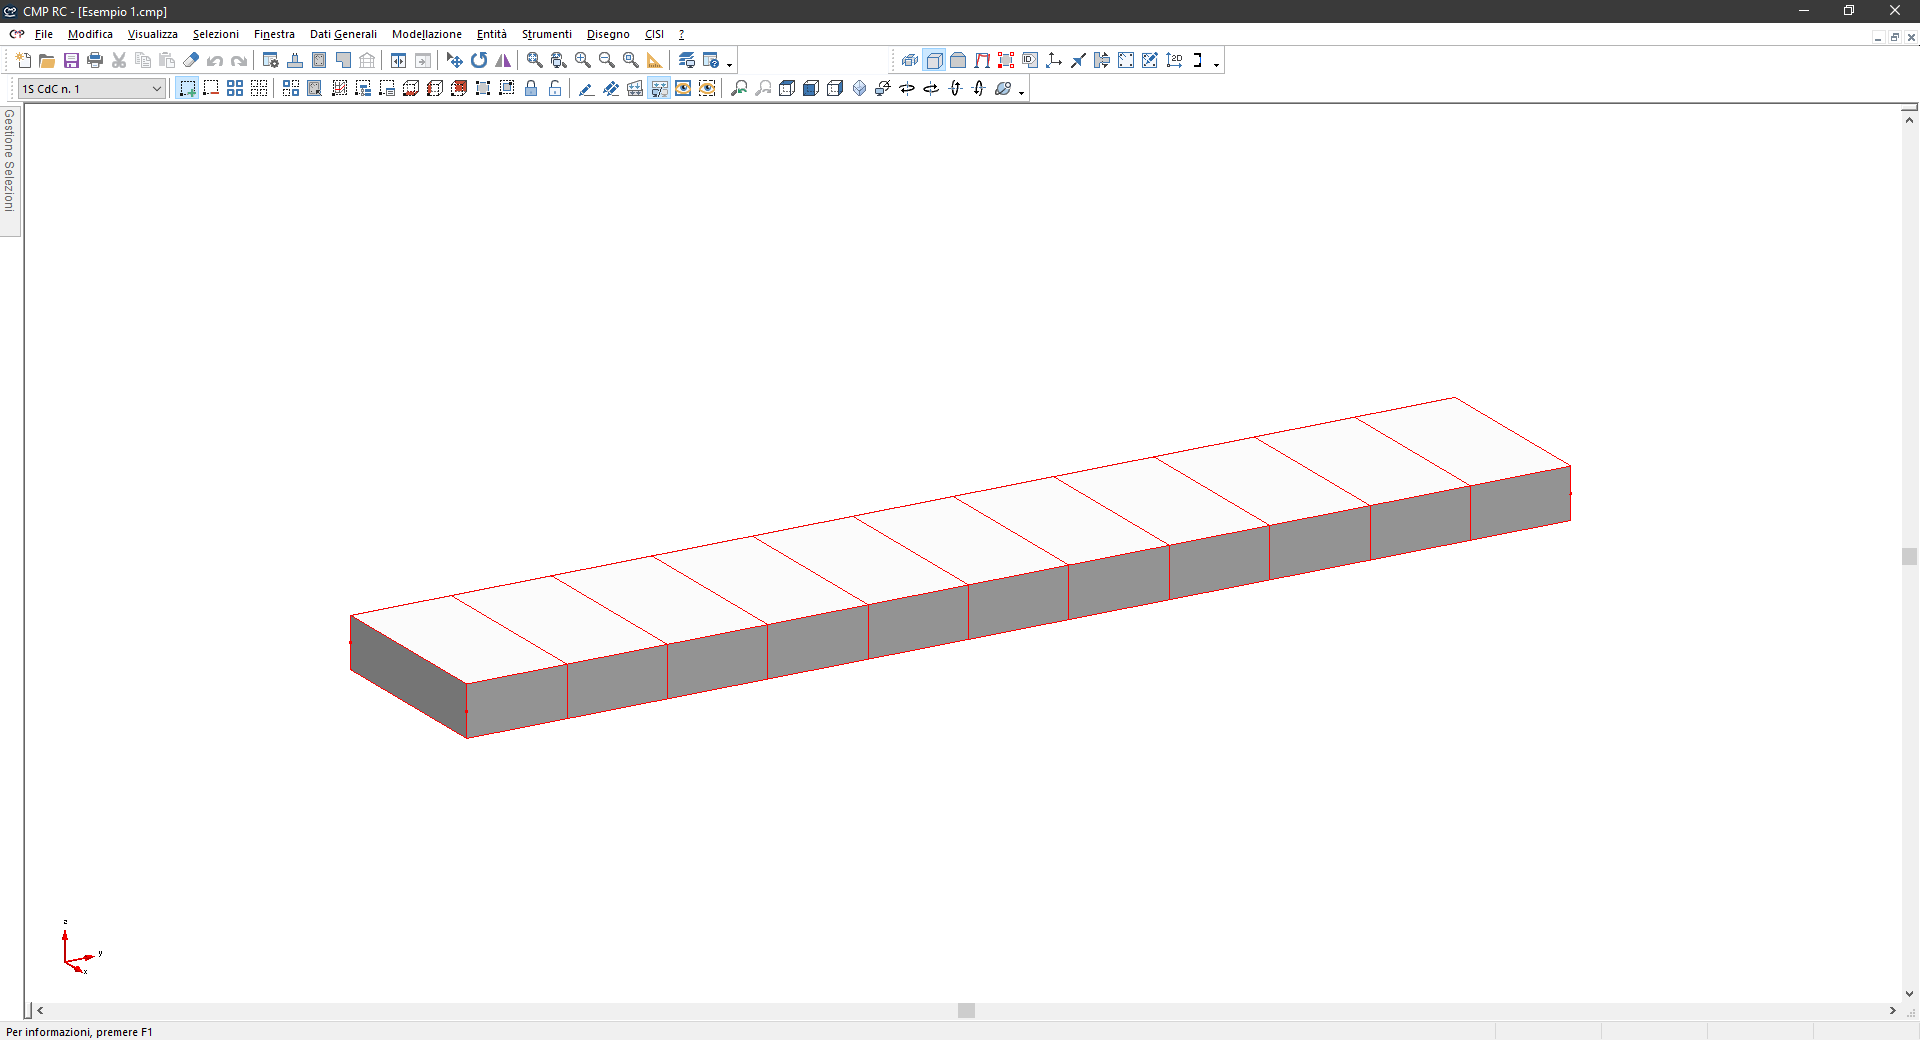 CMP RC - [Esempio 1.cmp]
File Modifica Visualizza Selezioni Finestra Dati Generali Modellazione Entità Strumenti Disegno CISI ?
1S CdC n. 1
Gestione Selezioni
z
y
x
Per informazioni, premere F1